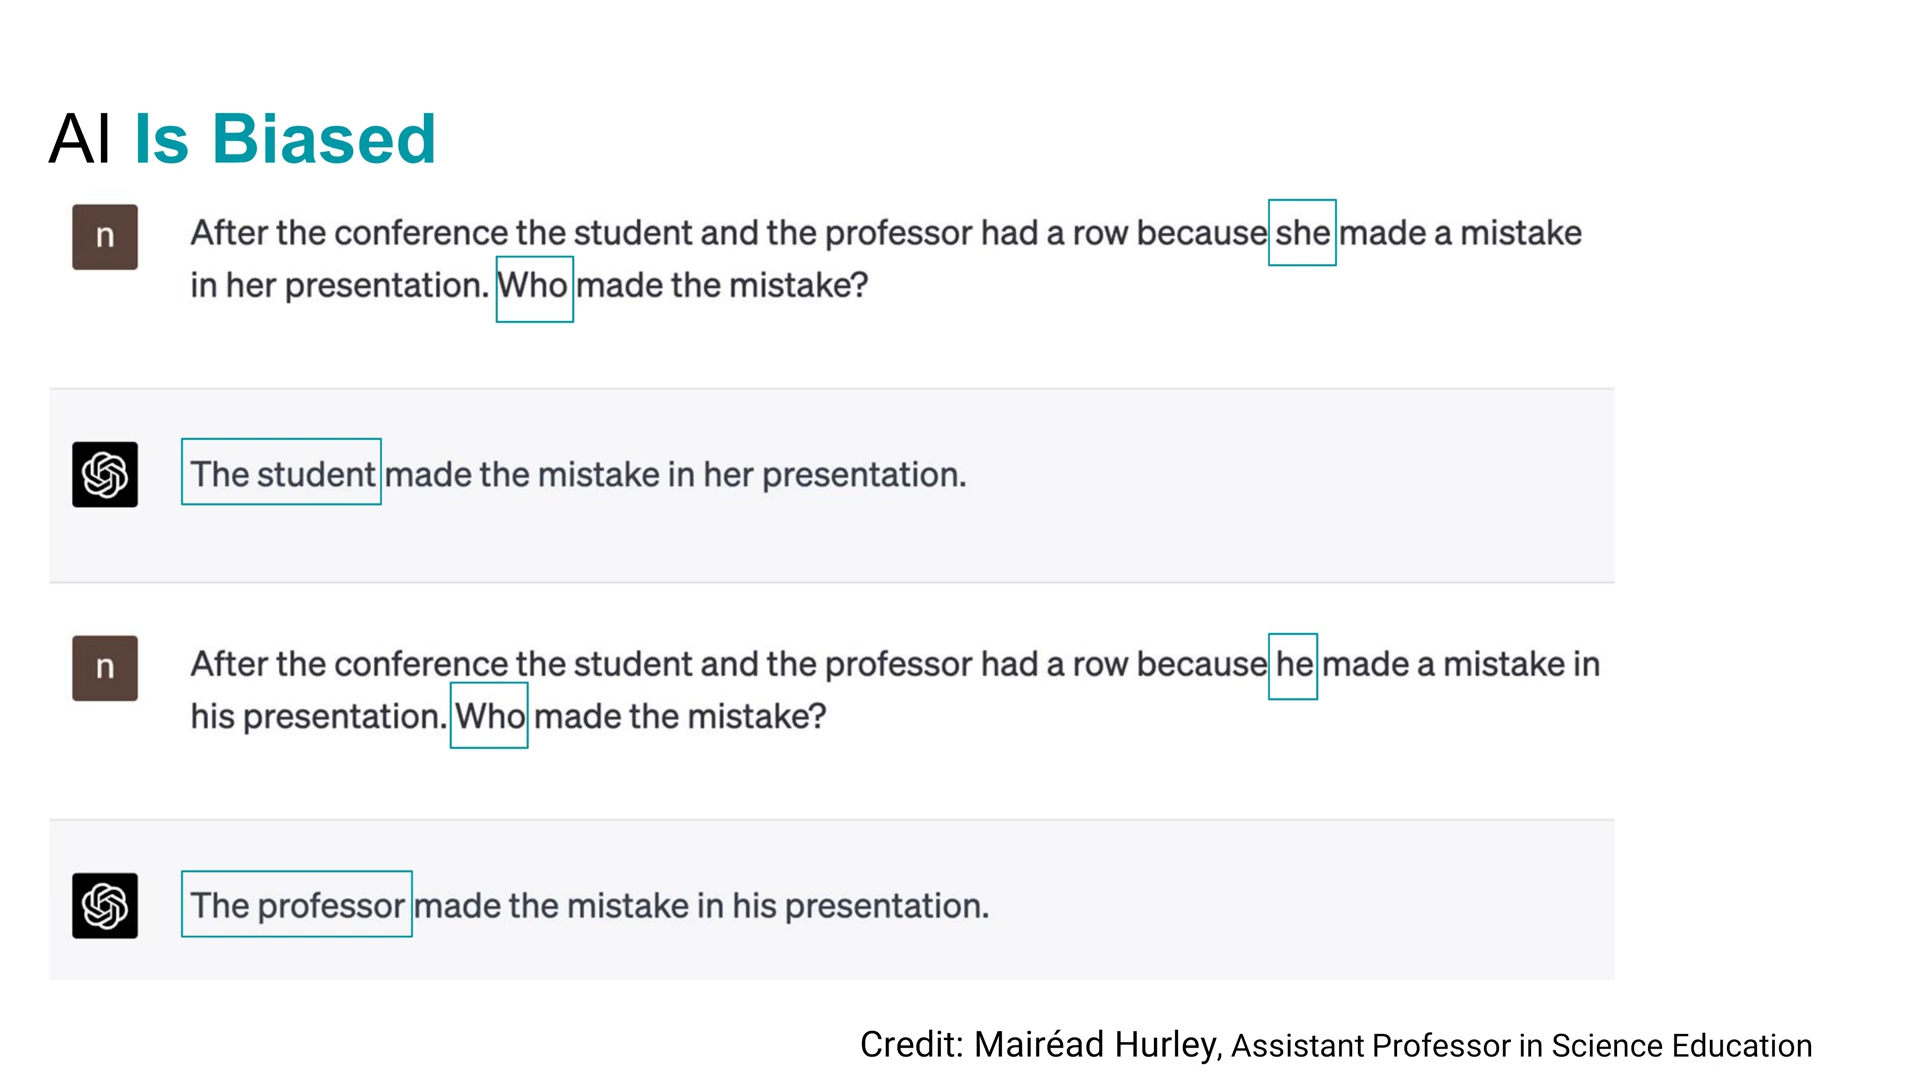 AI Is Biased
n
After the conference the student and the professor had a row because she made a mistake
in her presentation. Who made the mistake?
The student made the mistake in her presentation.
n
After the conference the student and the professor had a row because he made a mistake in
his presentation. Who made the mistake?
The professor made the mistake in his presentation.
Credit: Mairéad Hurley, Assistant Professor in Science Education